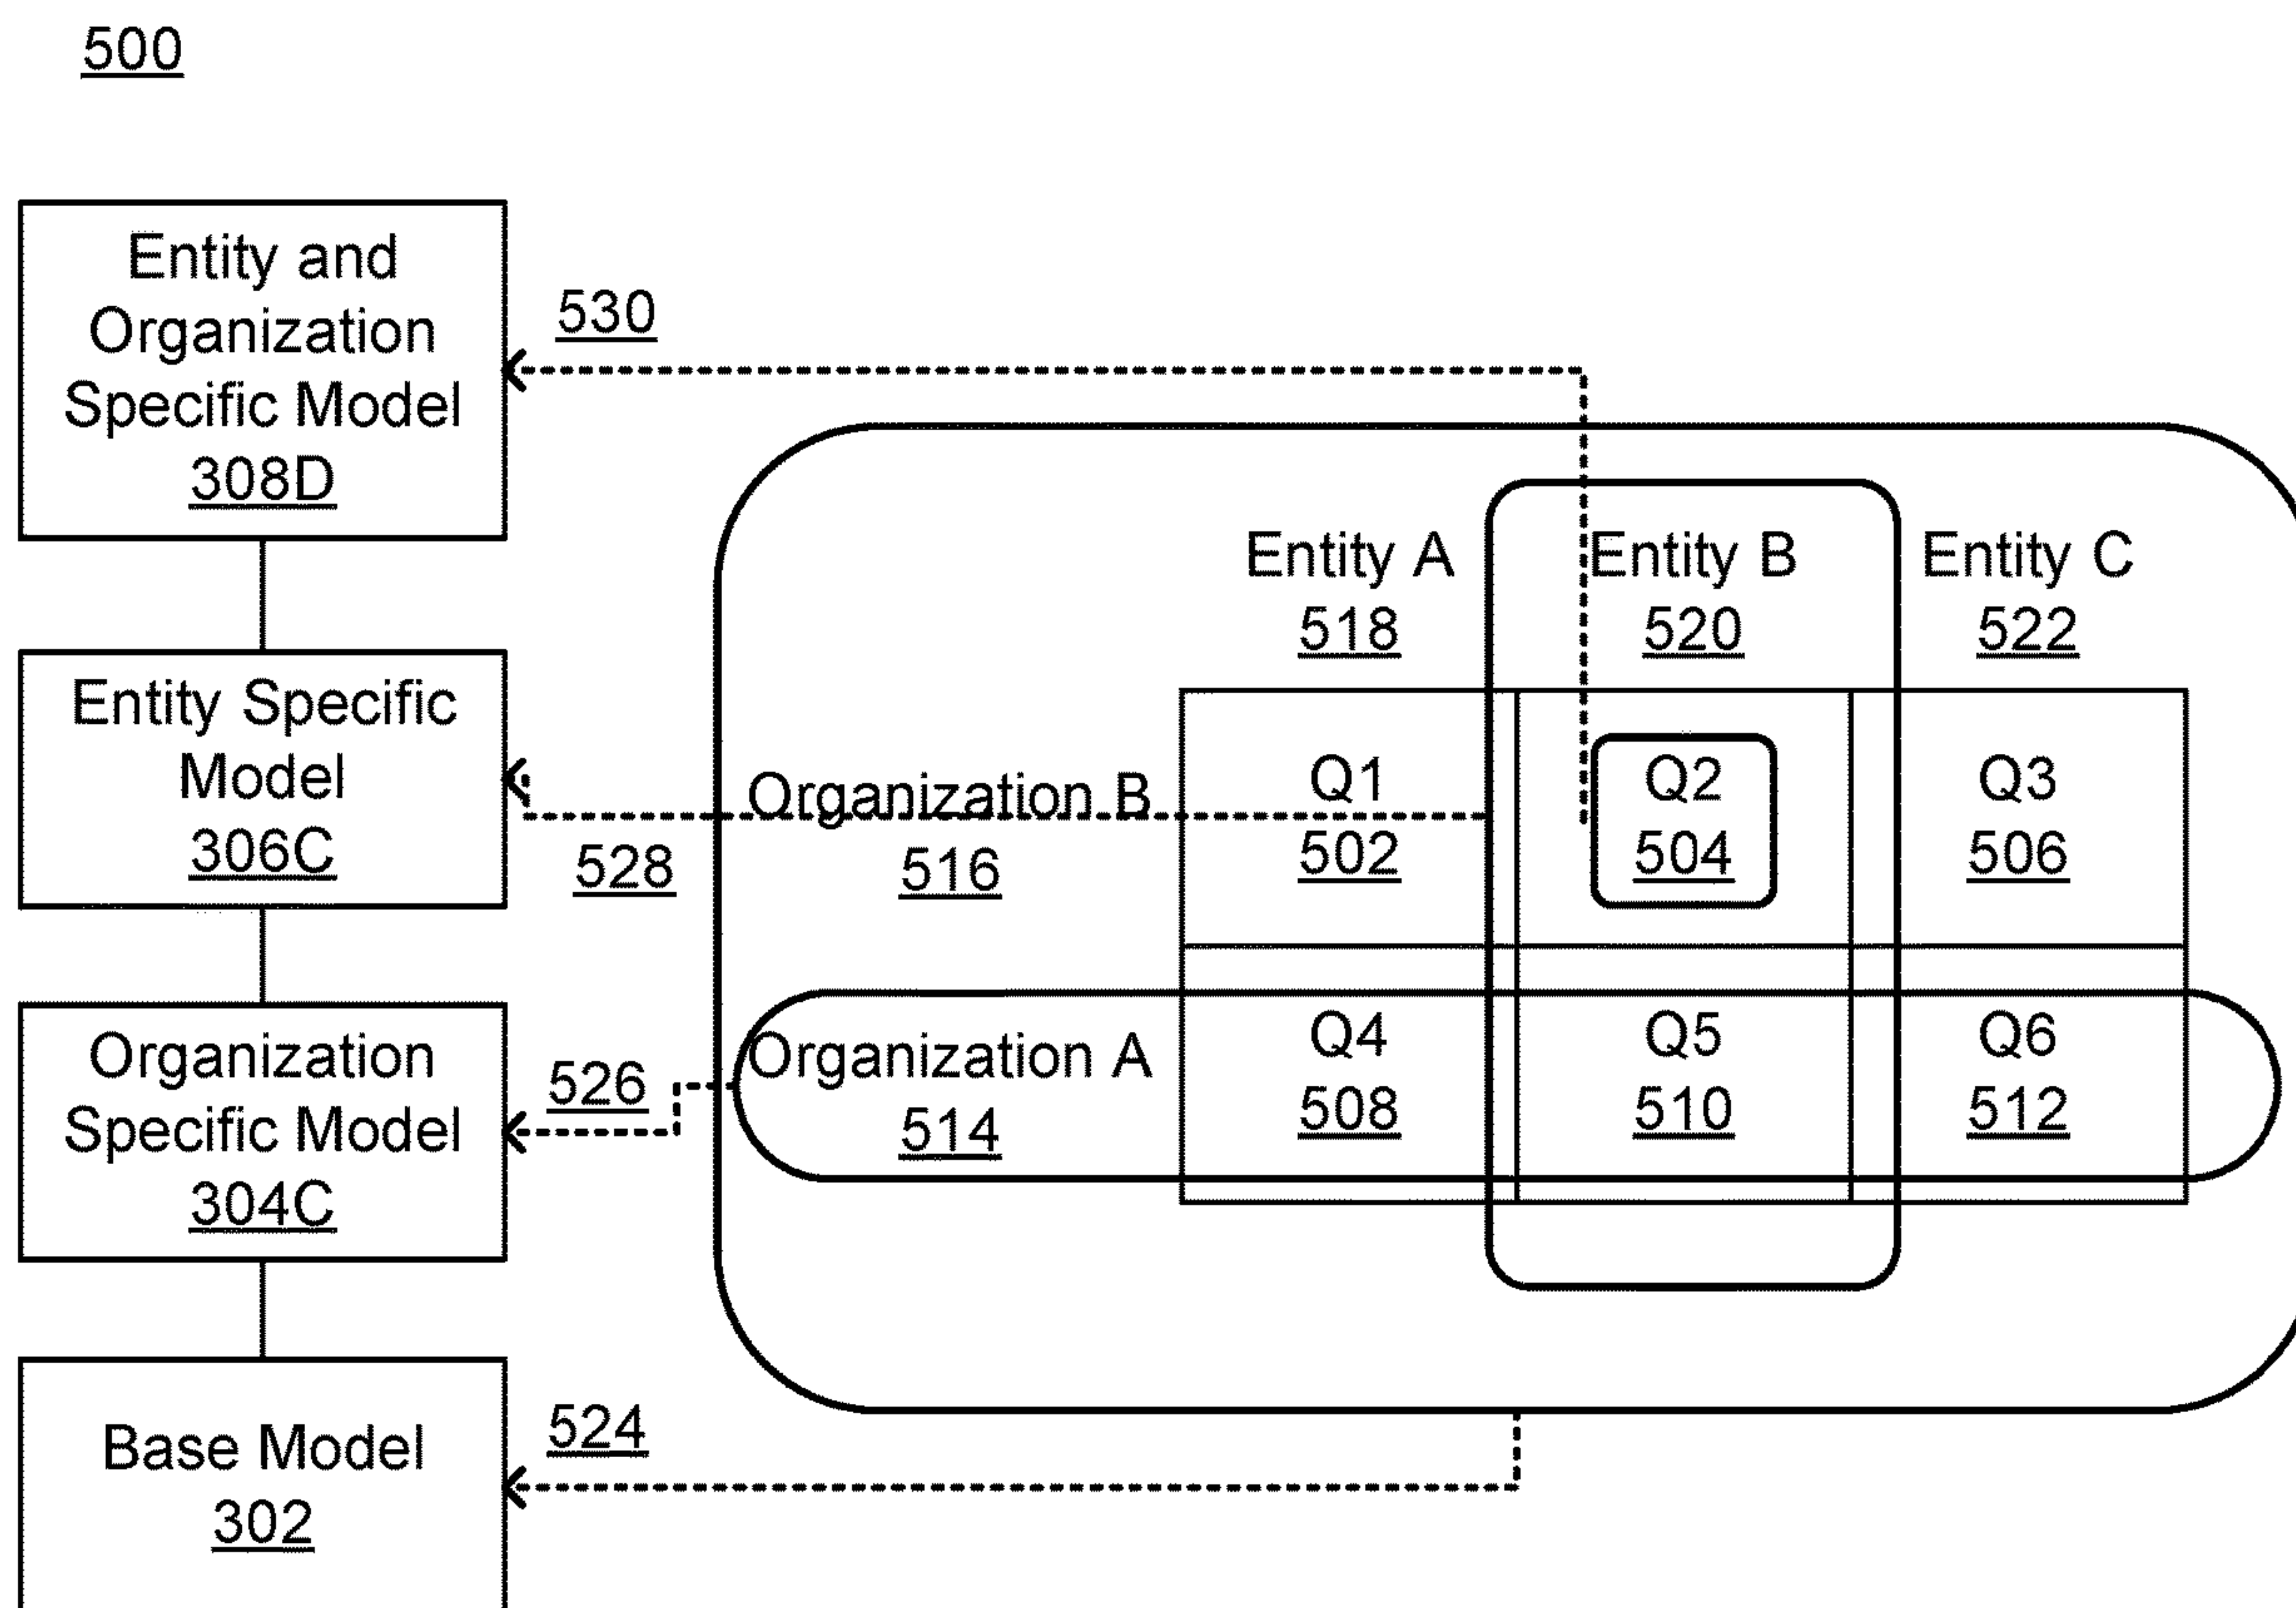 500
Entity and
Organization
Specific Model
308D
530
Entity Specific
Model
306C
528
Organization
Specific Model
304C
526
Base Model
302
524
Entity A
518
Entity B
520
Entity C
522
Organization B
516
Q1
502
Q2
504
Q3
506
Organization A
514
Q4
508
Q5
510
Q6
512